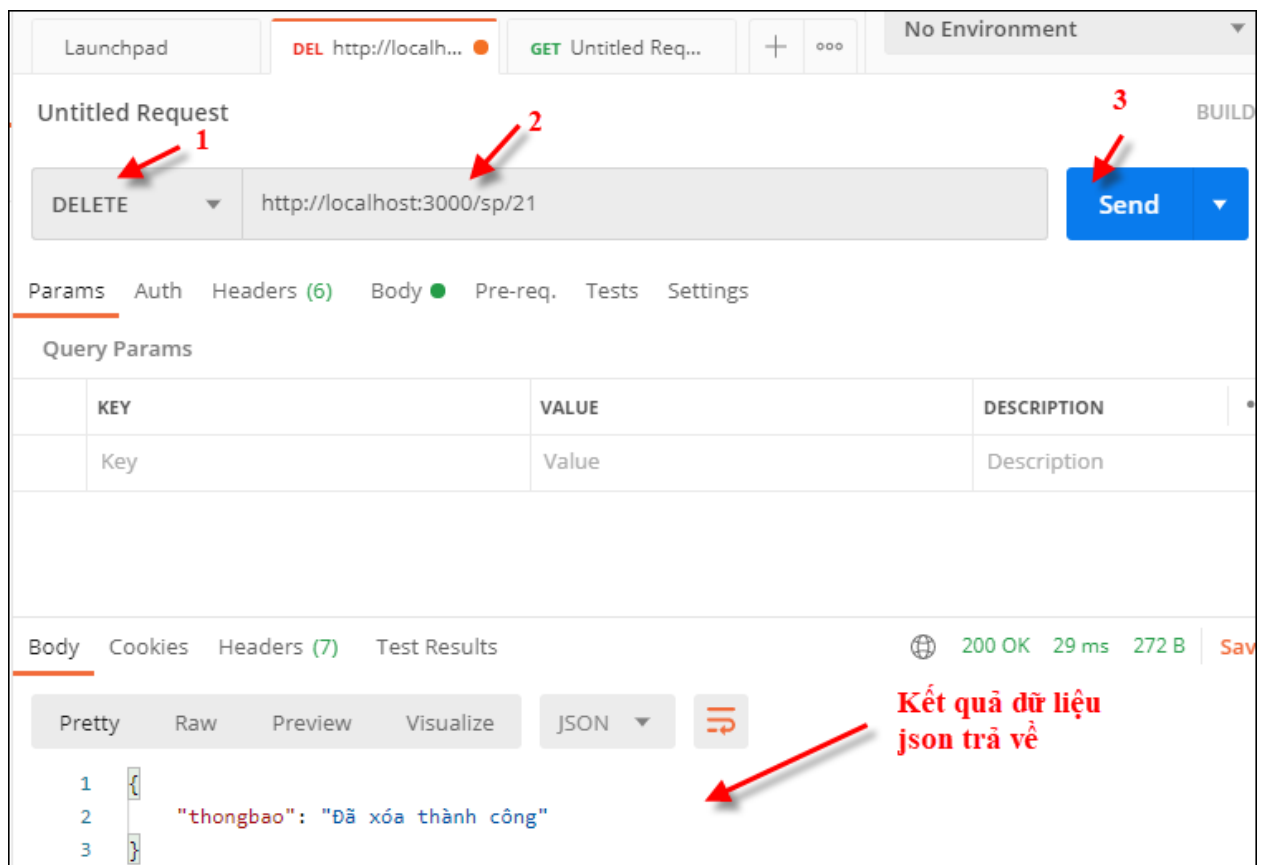 Launchpad
DEL http://localh...
GET Untitled Req...
No Environment
Untitled Request
BUILD
1
2
3
DELETE
http://localhost:3000/sp/21
Send
Params Auth Headers (6) Body Pre-req. Tests Settings
Query Params
KEY VALUE DESCRIPTION
Key Value Description
Body Cookies Headers (7) Test Results 200 OK 29 ms 272 B Sav
Kết quả dữ liệu
json trả về
Pretty Raw Preview Visualize JSON
1 {
2 "thongbao": "Đã xóa thành công"
3 }